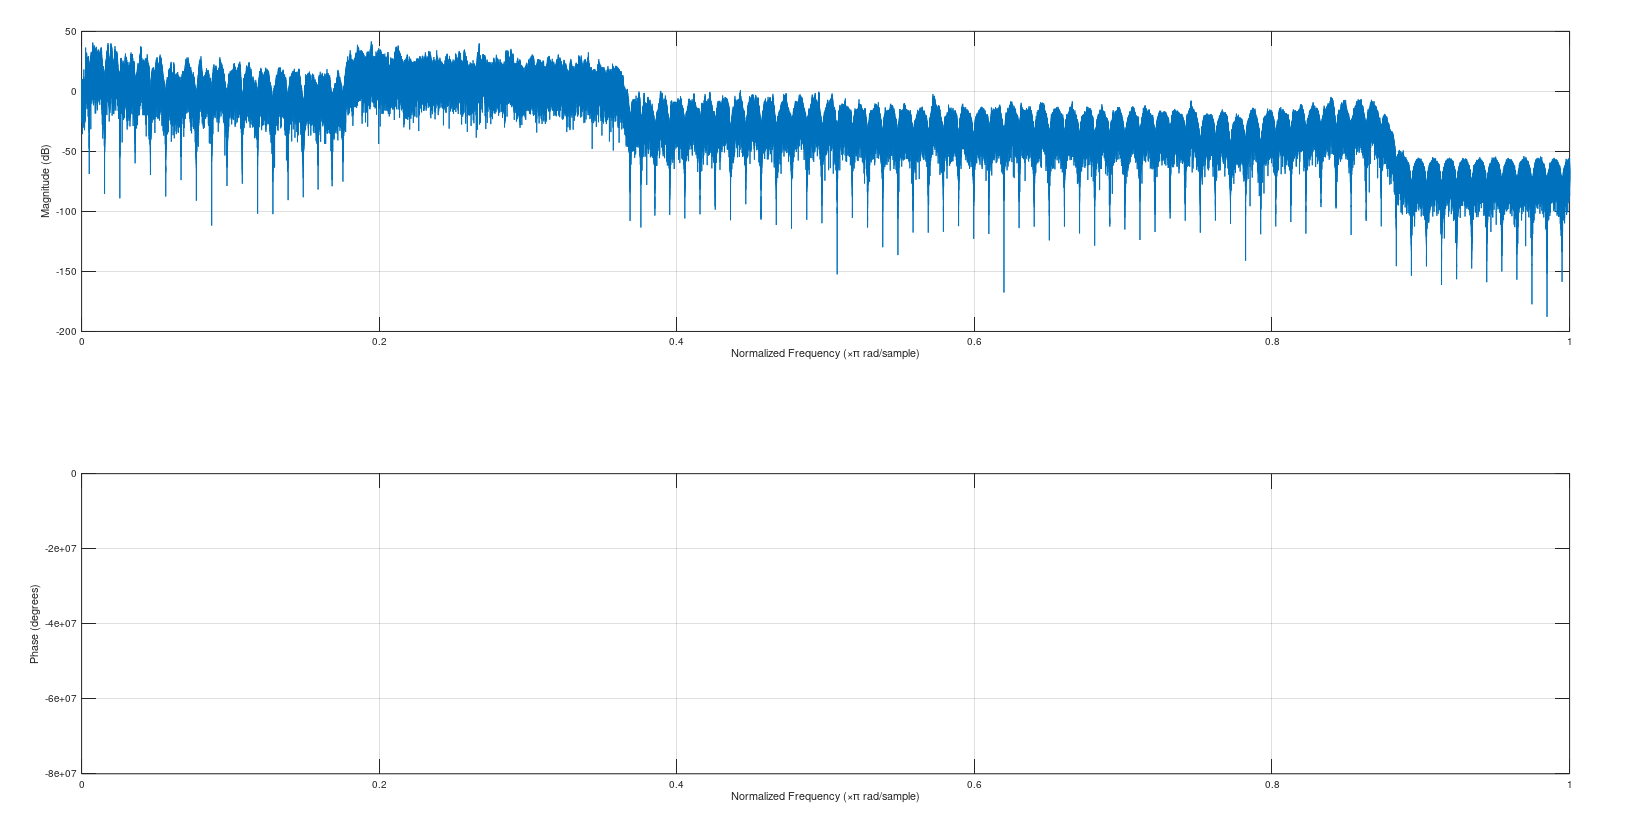 50
0
-50
-100
-150
-200
Magnitude (dB)
0 0.2 0.4 0.6 0.8 1
Normalized Frequency (×π rad/sample)
0
-2e+07
-4e+07
-6e+07
-8e+07
Phase (degrees)
0 0.2 0.4 0.6 0.8 1
Normalized Frequency (×π rad/sample)